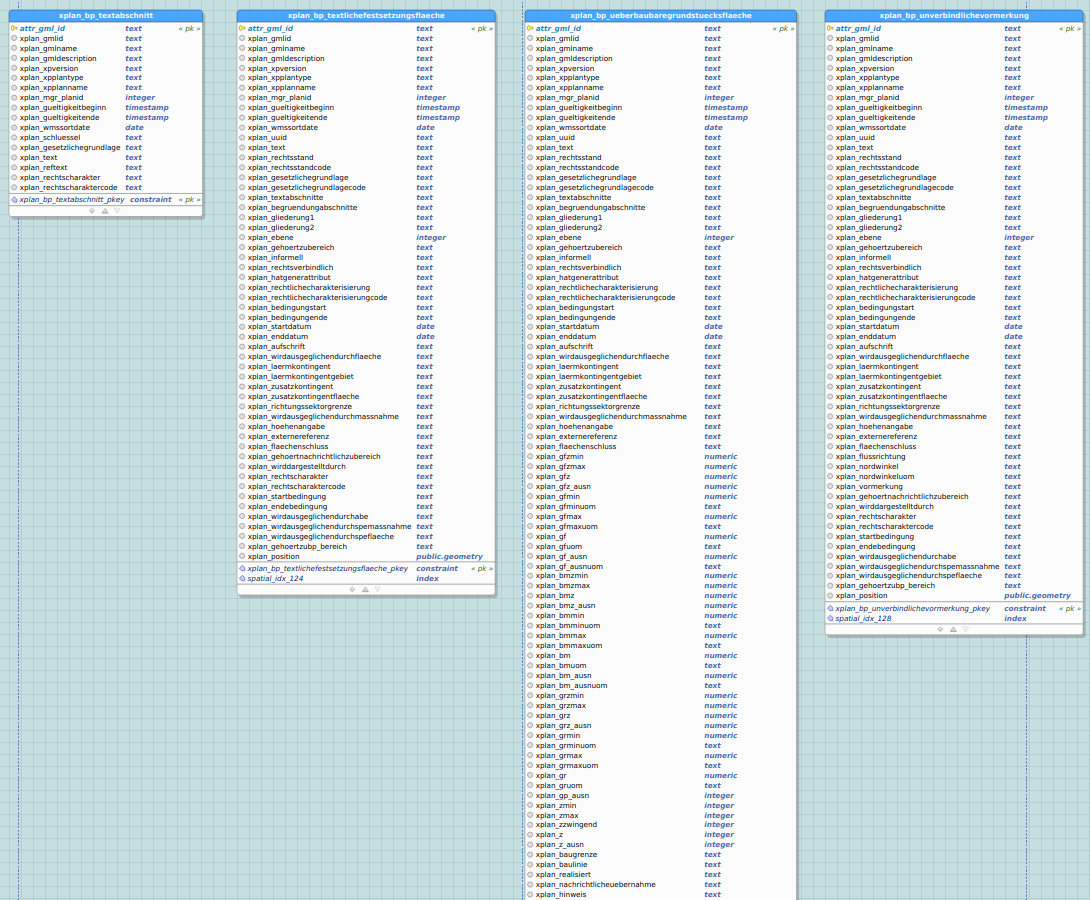 xplan_bp_textabschnitt
attr_gml_id text « pk »
xplan_gmlid text
xplan_gmlname text
xplan_gmldescription text
xplan_xpversion text
xplan_xpplantype text
xplan_xpplanname text
xplan_mgr_planid integer
xplan_gueltigkeitbeginn timestamp
xplan_gueltigkeitende timestamp
xplan_wmssortdate date
xplan_schluessel text
xplan_gesetzlichegrundlage text
xplan_text text
xplan_reftext text
xplan_rechtscharakter text
xplan_rechtscharaktercode text
xplan_bp_textabschnitt_pkey constraint « pk »
xplan_bp_textlichefestsetzungsflaeche
attr_gml_id text « pk »
xplan_gmlid text
xplan_gmlname text
xplan_gmldescription text
xplan_xpversion text
xplan_xpplantype text
xplan_xpplanname text
xplan_mgr_planid integer
xplan_gueltigkeitbeginn timestamp
xplan_gueltigkeitende timestamp
xplan_wmssortdate date
xplan_uuid text
xplan_text text
xplan_rechtsstand text
xplan_rechtsstandcode text
xplan_gesetzlichegrundlage text
xplan_gesetzlichegrundlagecode text
xplan_textabschnitte text
xplan_begruendungabschnitte text
xplan_gliederung1 text
xplan_gliederung2 text
xplan_ebene integer
xplan_gehoertzubereich text
xplan_informell text
xplan_rechtsverbindlich text
xplan_hatgenerattribut text
xplan_rechtlichecharakterisierung text
xplan_rechtlichecharakterisierungcode text
xplan_bedingungstart text
xplan_bedingungende text
xplan_startdatum date
xplan_enddatum date
xplan_aufschrift text
xplan_wirdausgeglichendurchflaeche text
xplan_laermkontingent text
xplan_laermkontingentgebiet text
xplan_zusatzkontingent text
xplan_zusatzkontingentflaeche text
xplan_richtungssektorgrenze text
xplan_wirdausgeglichendurchmassnahme text
xplan_hoehenangabe text
xplan_externereferenz text
xplan_flaechenschluss text
xplan_gehoertnachrichtlichzubereich text
xplan_wirddargestelltdurch text
xplan_rechtscharakter text
xplan_rechtscharaktercode text
xplan_startbedingung text
xplan_endebedingung text
xplan_wirdausgeglichendurchabe text
xplan_wirdausgeglichendurchspemassnahme text
xplan_wirdausgeglichendurchspeflaeche text
xplan_gehoertzubp_bereich text
xplan_position public.geometry
xplan_bp_textlichefestsetzungsflaeche_pkey constraint « pk »
spatial_idx_124 index
xplan_bp_ueberbaubaregrundstuecksflaeche
attr_gml_id text « pk »
xplan_gmlid text
xplan_gmlname text
xplan_gmldescription text
xplan_xpversion text
xplan_xpplantype text
xplan_xpplanname text
xplan_mgr_planid integer
xplan_gueltigkeitbeginn timestamp
xplan_gueltigkeitende timestamp
xplan_wmssortdate date
xplan_uuid text
xplan_text text
xplan_rechtsstand text
xplan_rechtsstandcode text
xplan_gesetzlichegrundlage text
xplan_gesetzlichegrundlagecode text
xplan_textabschnitte text
xplan_begruendungabschnitte text
xplan_gliederung1 text
xplan_gliederung2 text
xplan_ebene integer
xplan_gehoertzubereich text
xplan_informell text
xplan_rechtsverbindlich text
xplan_hatgenerattribut text
xplan_rechtlichecharakterisierung text
xplan_rechtlichecharakterisierungcode text
xplan_bedingungstart text
xplan_bedingungende text
xplan_startdatum date
xplan_enddatum date
xplan_aufschrift text
xplan_wirdausgeglichendurchflaeche text
xplan_laermkontingent text
xplan_laermkontingentgebiet text
xplan_zusatzkontingent text
xplan_zusatzkontingentflaeche text
xplan_richtungssektorgrenze text
xplan_wirdausgeglichendurchmassnahme text
xplan_hoehenangabe text
xplan_externereferenz text
xplan_flaechenschluss text
xplan_gfzmin numeric
xplan_gfzmax numeric
xplan_gfz numeric
xplan_gfz_ausn numeric
xplan_gfmin numeric
xplan_gfminuom text
xplan_gfmax numeric
xplan_gfmaxuom text
xplan_gf numeric
xplan_gfuom text
xplan_gf_ausn numeric
xplan_gf_ausnuom text
xplan_bmzmin numeric
xplan_bmzmax numeric
xplan_bmz numeric
xplan_bmz_ausn numeric
xplan_bmmin numeric
xplan_bmminuom text
xplan_bmmax numeric
xplan_bmmaxuom text
xplan_bm numeric
xplan_bmuom text
xplan_bm_ausn numeric
xplan_bm_ausnuom text
xplan_grzmin numeric
xplan_grzmax numeric
xplan_grz numeric
xplan_grz_ausn numeric
xplan_grmin numeric
xplan_grminuom text
xplan_grmax numeric
xplan_grmaxuom text
xplan_gr numeric
xplan_gruom text
xplan_gp_ausn integer
xplan_zmin integer
xplan_zmax integer
xplan_zzwingend integer
xplan_z integer
xplan_z_ausn integer
xplan_baugrenze text
xplan_baulinie text
xplan_realisiert text
xplan_nachrichtlicheuebernahme text
xplan_hinweis text
xplan_bp_unverbindlichevormerkung
attr_gml_id text « pk »
xplan_gmlid text
xplan_gmlname text
xplan_gmldescription text
xplan_xpversion text
xplan_xpplantype text
xplan_xpplanname text
xplan_mgr_planid integer
xplan_gueltigkeitbeginn timestamp
xplan_gueltigkeitende timestamp
xplan_wmssortdate date
xplan_uuid text
xplan_text text
xplan_rechtsstand text
xplan_rechtsstandcode text
xplan_gesetzlichegrundlage text
xplan_gesetzlichegrundlagecode text
xplan_textabschnitte text
xplan_begruendungabschnitte text
xplan_gliederung1 text
xplan_gliederung2 text
xplan_ebene integer
xplan_gehoertzubereich text
xplan_informell text
xplan_rechtsverbindlich text
xplan_hatgenerattribut text
xplan_rechtlichecharakterisierung text
xplan_rechtlichecharakterisierungcode text
xplan_bedingungstart text
xplan_bedingungende text
xplan_startdatum date
xplan_enddatum date
xplan_aufschrift text
xplan_wirdausgeglichendurchflaeche text
xplan_laermkontingent text
xplan_laermkontingentgebiet text
xplan_zusatzkontingent text
xplan_zusatzkontingentflaeche text
xplan_richtungssektorgrenze text
xplan_wirdausgeglichendurchmassnahme text
xplan_hoehenangabe text
xplan_externereferenz text
xplan_flaechenschluss text
xplan_flussrichtung text
xplan_nordwinkel text
xplan_nordwinkeluom text
xplan_vormerkung text
xplan_gehoertnachrichtlichzubereich text
xplan_wirddargestelltdurch text
xplan_rechtscharakter text
xplan_rechtscharaktercode text
xplan_startbedingung text
xplan_endebedingung text
xplan_wirdausgeglichendurchabe text
xplan_wirdausgeglichendurchspemassnahme text
xplan_wirdausgeglichendurchspeflaeche text
xplan_gehoertzubp_bereich text
xplan_position public.geometry
xplan_bp_unverbindlichevormerkung_pkey constraint « pk »
spatial_idx_128 index